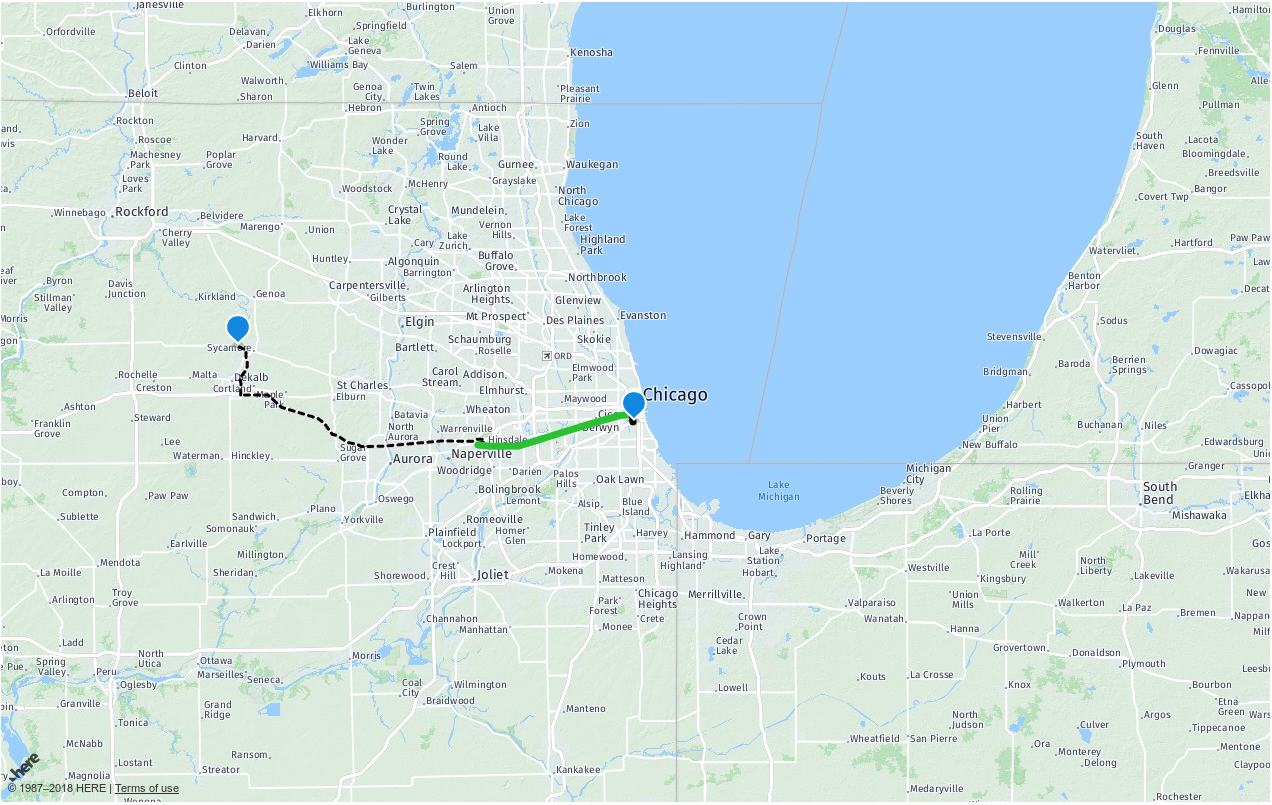 Janesville
Elkhorn
Burlington
Union
Grove
Orfordville
Delavan
Darien
Springfield
Lake
Geneva
Kenosha
Douglas
Hamilton
Fennville
Clinton
Williams Bay
Salem
Walworth
Sharon
Beloit
Genoa
City
Twin
Lakes
Pleasant
Prairie
Glenn
Alle
Pullman
Hebron
Antioch
Rockton
Roscoe
Harvard
Spring
Grove
Lake
Villa
Zion
Wonder
Lake
South
Haven
Lacota
Bloomingdale
Machesney
Park
Poplar
Grove
Round
Lake
Gurnee
Waukegan
Breedsville
Loves
Park
Woodstock
McHenry
Grayslake
North
Chicago
Bangor
Covert Twp
Winnebago
Rockford
Belvidere
Crystal
Lake
Mundelein
Lake
Forest
Marengo
Union
Vernon
Hills
Cherry
Valley
Cary
Lake
Zurich
Highland
Park
Hartford
Paw Paw
Watervliet
Huntley
Algonquin
Barrington
Buffalo
Grove
Northbrook
Law
Byron
Davis
Junction
Carpentersville
Gilberts
Arlington
Heights
Benton
Harbor
Decat
Stillman
Valley
Kirkland
Genoa
Glenview
Morris
Elgin
Mt Prospect
Des Plaines
Evanston
Sodus
Schaumburg
Roselle
Skokie
Stevensville
Sycamore
Bartlett
ORD
Dowagiac
Rochelle
Creston
Malta
Dekalb
Carol
Stream
Addison
Elmwood
Park
Bridgman
Baroda
Berrien
Springs
Cortland
Maple
Park
St Charles
Elburn
Elmhurst
Maywood
Chicago
Cassopol
Ashton
Steward
Batavia
Wheaton
Cic
Berwyn
Harbert
Franklin
Grove
North
Aurora
Warrenville
Hinsdale
Union
Pier
Buchanan
Niles
Lee
Waterman
Hinckley
Sugar
Grove
Aurora
Naperville
New Buffalo
Edwardsburg
Woodridge
Darien
Palos
Hills
Oak Lawn
Michigan
City
Granger
Compton
Paw Paw
Oswego
Bolingbrook
Lemont
Lake
Michigan
Beverly
Shores
Rolling
Prairie
South
Bend
Elkha
Sublette
Sandwich
Somonauk
Plano
Yorkville
Romeoville
Alsip
Blue
Island
Mishawaka
Earlville
Plainfield
Lockport
Homer
Glen
Tinley
Park
Harvey
Hammond
Gary
Portage
La Porte
Mendota
Millington
Homewood
Lansing
Highland
Lake
Station
Hobart
Mill
Creek
North
Liberty
Gos
La Moille
Sheridan
Shorewood
Crest
Hill
Joliet
Mokena
Matteson
Westville
Kingsbury
Lakeville
Wakarusa
Arlington
Troy
Grove
Chicago
Heights
Merrillville
Valparaiso
Union
Mills
Walkerton
La Paz
Bremen
New
Nappanee
Channahon
Manhattan
Park
Forest
Crete
Monee
Crown
Point
Wanatah
Hanna
Milf
Ladd
Cedar
Lake
Grovertown
Donaldson
Spring
Valley
Peru
North
Utica
Ottawa
Morris
Plymouth
Leesb
Marseilles
Seneca
Oglesby
Coal
City
Wilmington
Braidwood
Lowell
Kouts
La Crosse
Knox
Bourbon
Granville
Grand
Ridge
Manteno
Etna
Green
Wars
Tonica
North
Judson
Culver
Argos
Tippecanoe
McNabb
Wheatfield
San Pierre
Ora
Monterey
Delong
Mentone
Lostant
Ransom
Streator
Claypoo
Magnolia
Kankakee
Medaryville
Rochester
Wenona
here
© 1987–2018 HERE | Terms of use